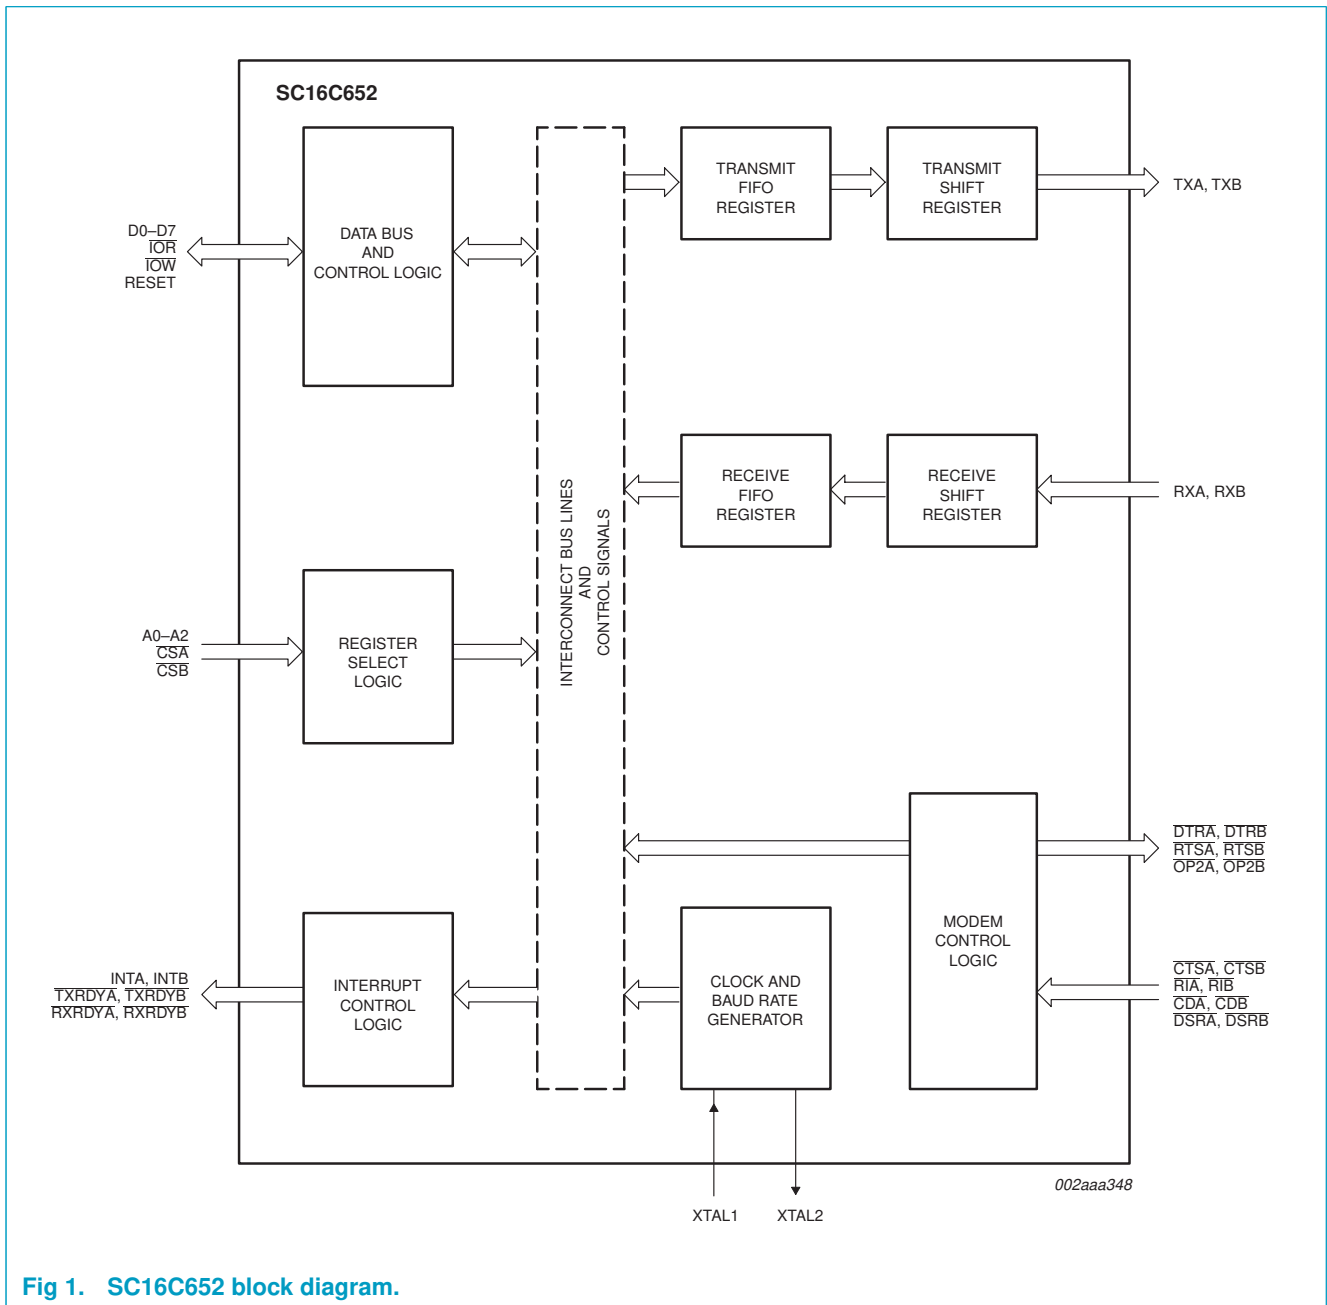 SC16C652
D0–D7
IOR
IOW
RESET
DATA BUS
AND
CONTROL LOGIC
TRANSMIT
FIFO
REGISTER
TRANSMIT
SHIFT
REGISTER
TXA, TXB
INTERCONNECT BUS LINES
AND
CONTROL SIGNALS
RECEIVE
FIFO
REGISTER
RECEIVE
SHIFT
REGISTER
RXA, RXB
A0–A2
CSA
CSB
REGISTER
SELECT
LOGIC
DTRA, DTRB
RTSA, RTSB
OP2A, OP2B
MODEM
CONTROL
LOGIC
CTSA, CTSB
RIA, RIB
CDA, CDB
DSRA, DSRB
INTA, INTB
TXRDYA, TXRDYB
RXRDYA, RXRDYB
INTERRUPT
CONTROL
LOGIC
CLOCK AND
BAUD RATE
GENERATOR
XTAL1
XTAL2
002aaa348
Fig 1. SC16C652 block diagram.